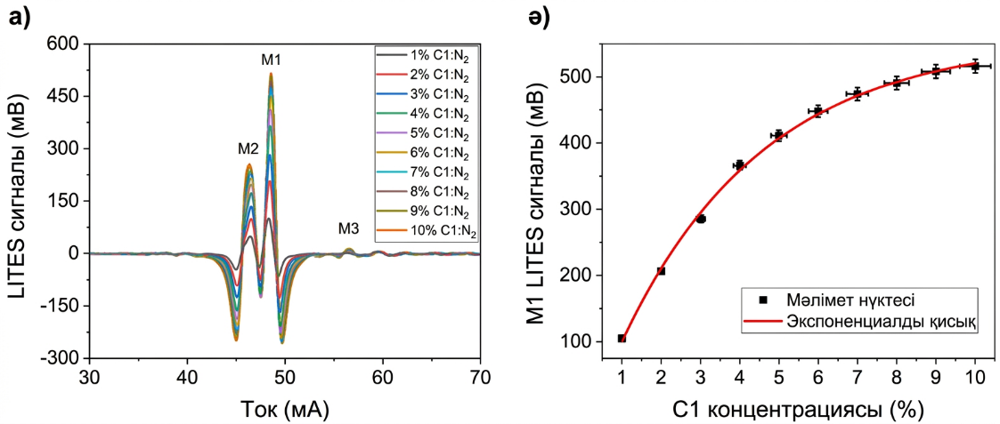 а)
600
450
300
150
0
-150
-300
LITES сигналы (мВ)
30 40 50 60 70
Ток (мА)
M1
M2
M3
1% C1:N₂
2% C1:N₂
3% C1:N₂
4% C1:N₂
5% C1:N₂
6% C1:N₂
7% C1:N₂
8% C1:N₂
9% C1:N₂
10% C1:N₂
ә)
500
400
300
200
100
M1 LITES сигналы (мВ)
1 2 3 4 5 6 7 8 9 10
C1 концентрациясы (%)
Мәлімет нүктесі
Экспоненциалды қисық